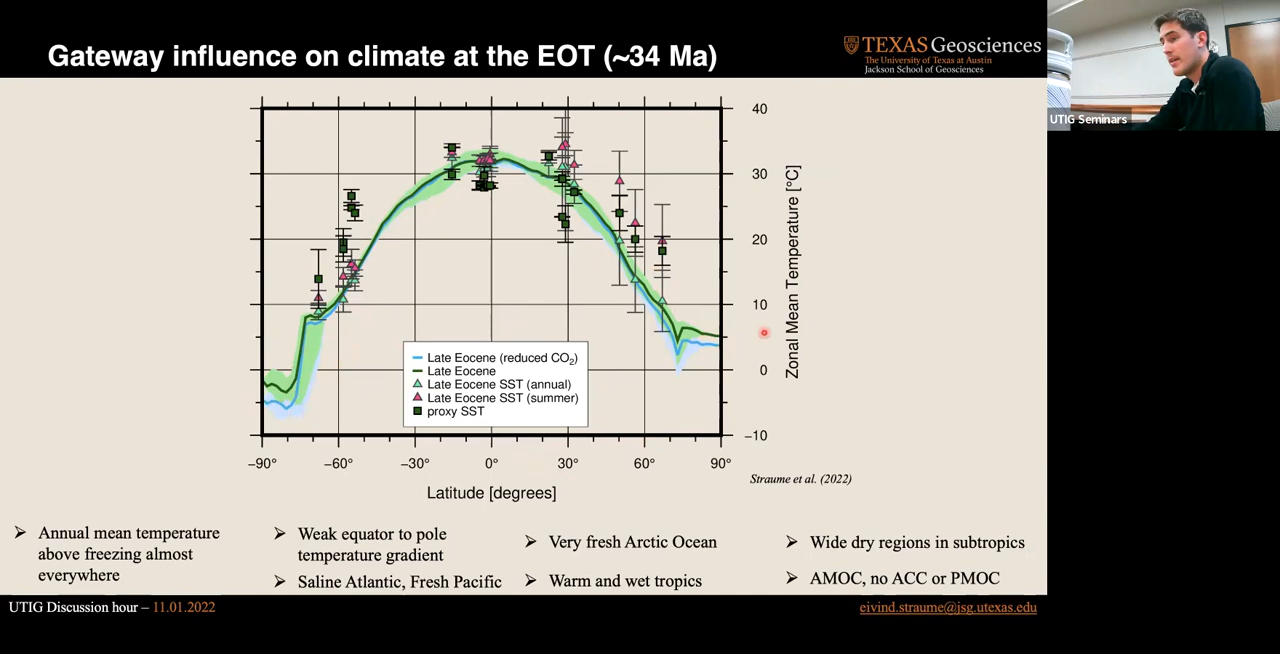 Gateway influence on climate at the EOT (~34 Ma)
TEXAS Geosciences
The University of Texas at Austin
Jackson School of Geosciences
UTIG Seminars
40
30
20
10
0
−10
Zonal Mean Temperature [°C]
Late Eocene (reduced CO2)
Late Eocene
Late Eocene SST (annual)
Late Eocene SST (summer)
proxy SST
−90° −60° −30° 0° 30° 60° 90°
Latitude [degrees]
Straume et al. (2022)
Annual mean temperature
above freezing almost
everywhere
Weak equator to pole
temperature gradient
Saline Atlantic, Fresh Pacific
Very fresh Arctic Ocean
Warm and wet tropics
Wide dry regions in subtropics
AMOC, no ACC or PMOC
UTIG Discussion hour – 11.01.2022
eivind.straume@jsg.utexas.edu